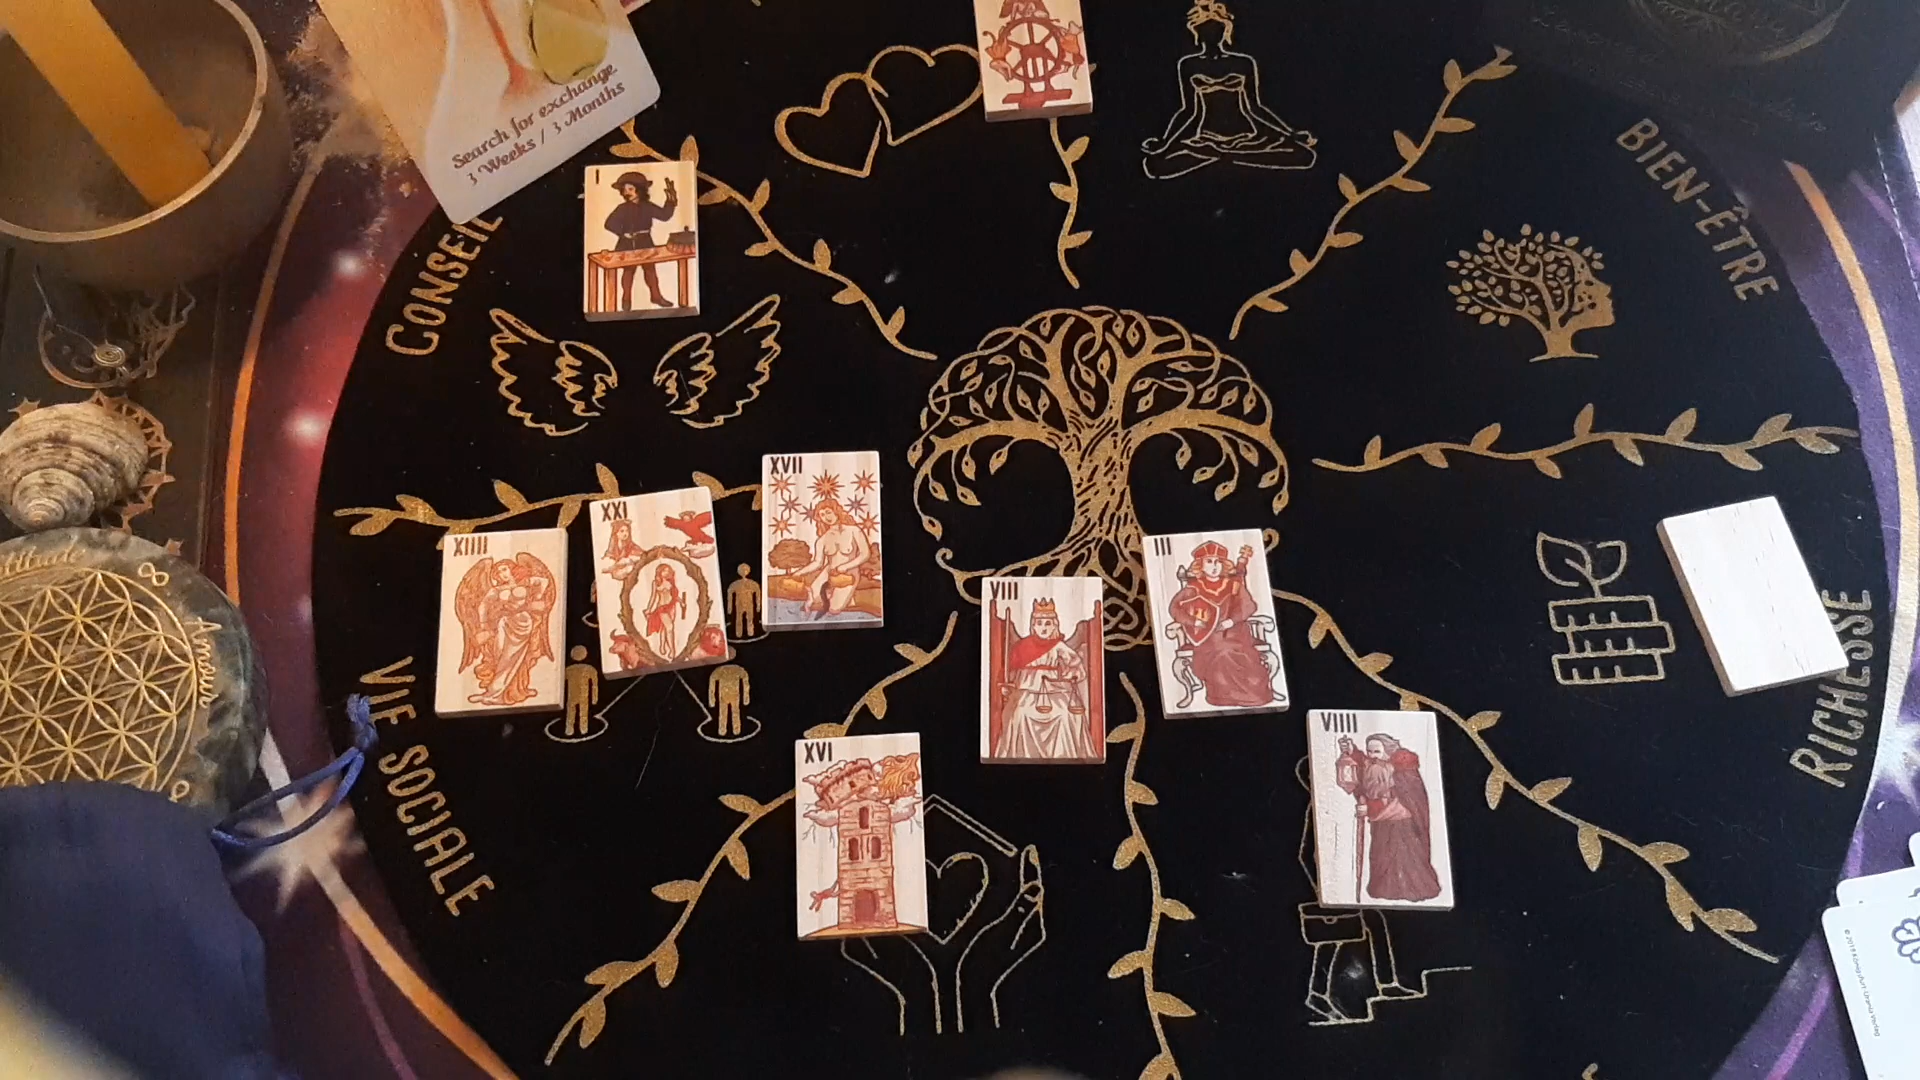 Search for exchange
3 Weeks / 3 Months
I
CONSEIL
BIEN-ÊTRE
XVII
XXI
XIIII
VIII
III
RICHESSE
VIE SOCIALE
XVI
VIIII
Amour